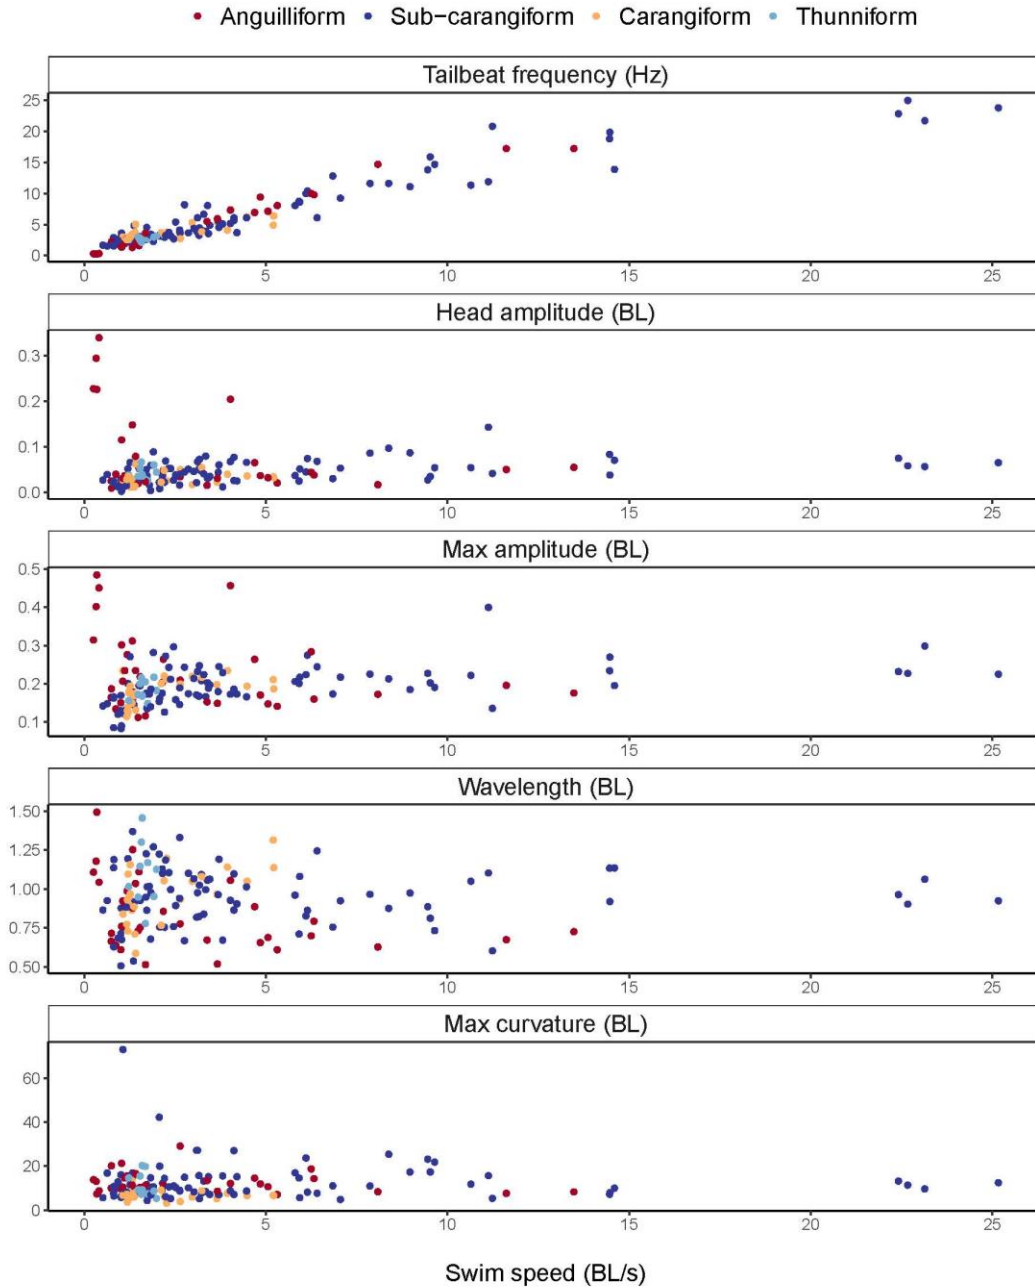 Anguilliform Sub−carangiform Carangiform Thunniform
Tailbeat frequency (Hz)
25
20
15
10
5
0
0 5 10 15 20 25
Head amplitude (BL)
0.3
0.2
0.1
0.0
0 5 10 15 20 25
Max amplitude (BL)
0.5
0.4
0.3
0.2
0.1
0 5 10 15 20 25
Wavelength (BL)
1.50
1.25
1.00
0.75
0.50
0 5 10 15 20 25
Max curvature (BL)
60
40
20
0
0 5 10 15 20 25
Swim speed (BL/s)